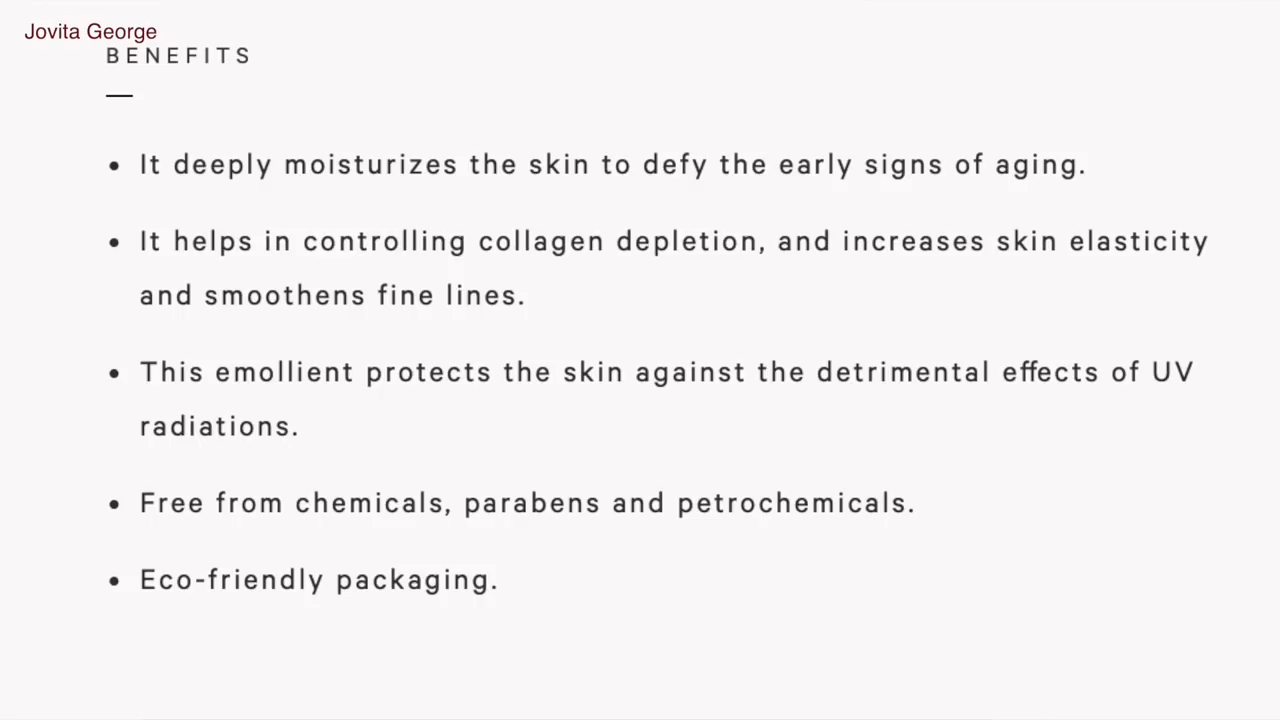 Jovita George
BENEFITS
• It deeply moisturizes the skin to defy the early signs of aging.
• It helps in controlling collagen depletion, and increases skin elasticity
and smoothens fine lines.
• This emollient protects the skin against the detrimental effects of UV
radiations.
• Free from chemicals, parabens and petrochemicals.
• Eco-friendly packaging.